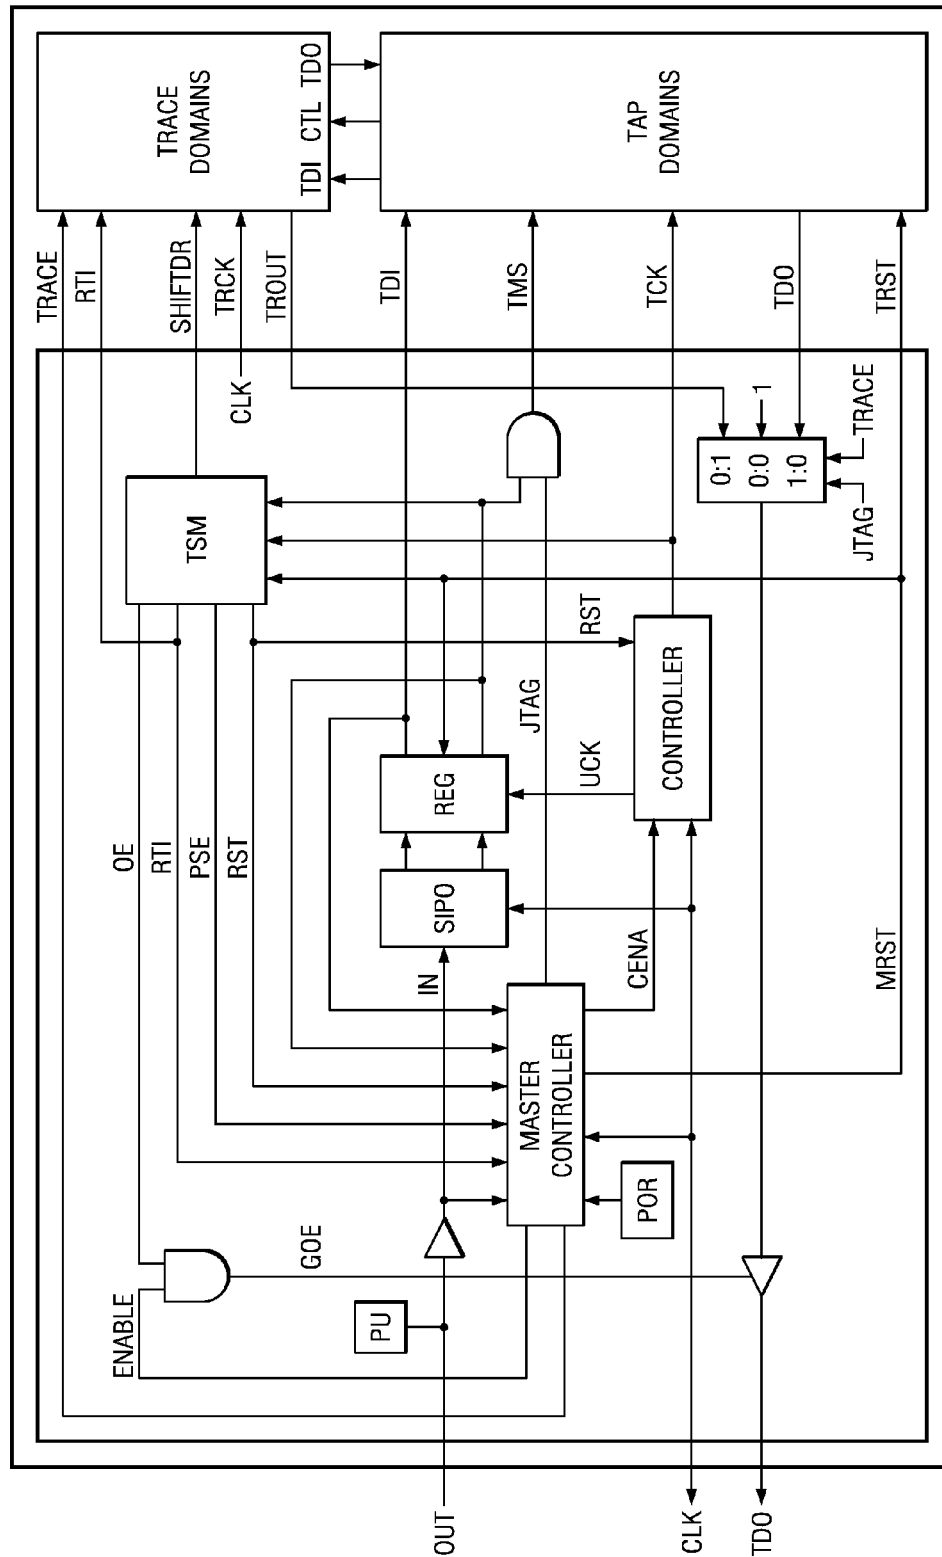 TRACE
DOMAINS
TDI CTL TDO
TAP
DOMAINS
TRACE
RTI
SHIFTDR
TRCK
TROUT
TDI
TMS
TCK
TDO
TRST
CLK
TSM
1
0:1
0:0
1:0
JTAG
TRACE
OE
RTI
PSE
RST
RST
JTAG
REG
UCK
CONTROLLER
SIPO
IN
CENA
MRST
MASTER
CONTROLLER
POR
ENABLE
GOE
PU
OUT
CLK
TDO